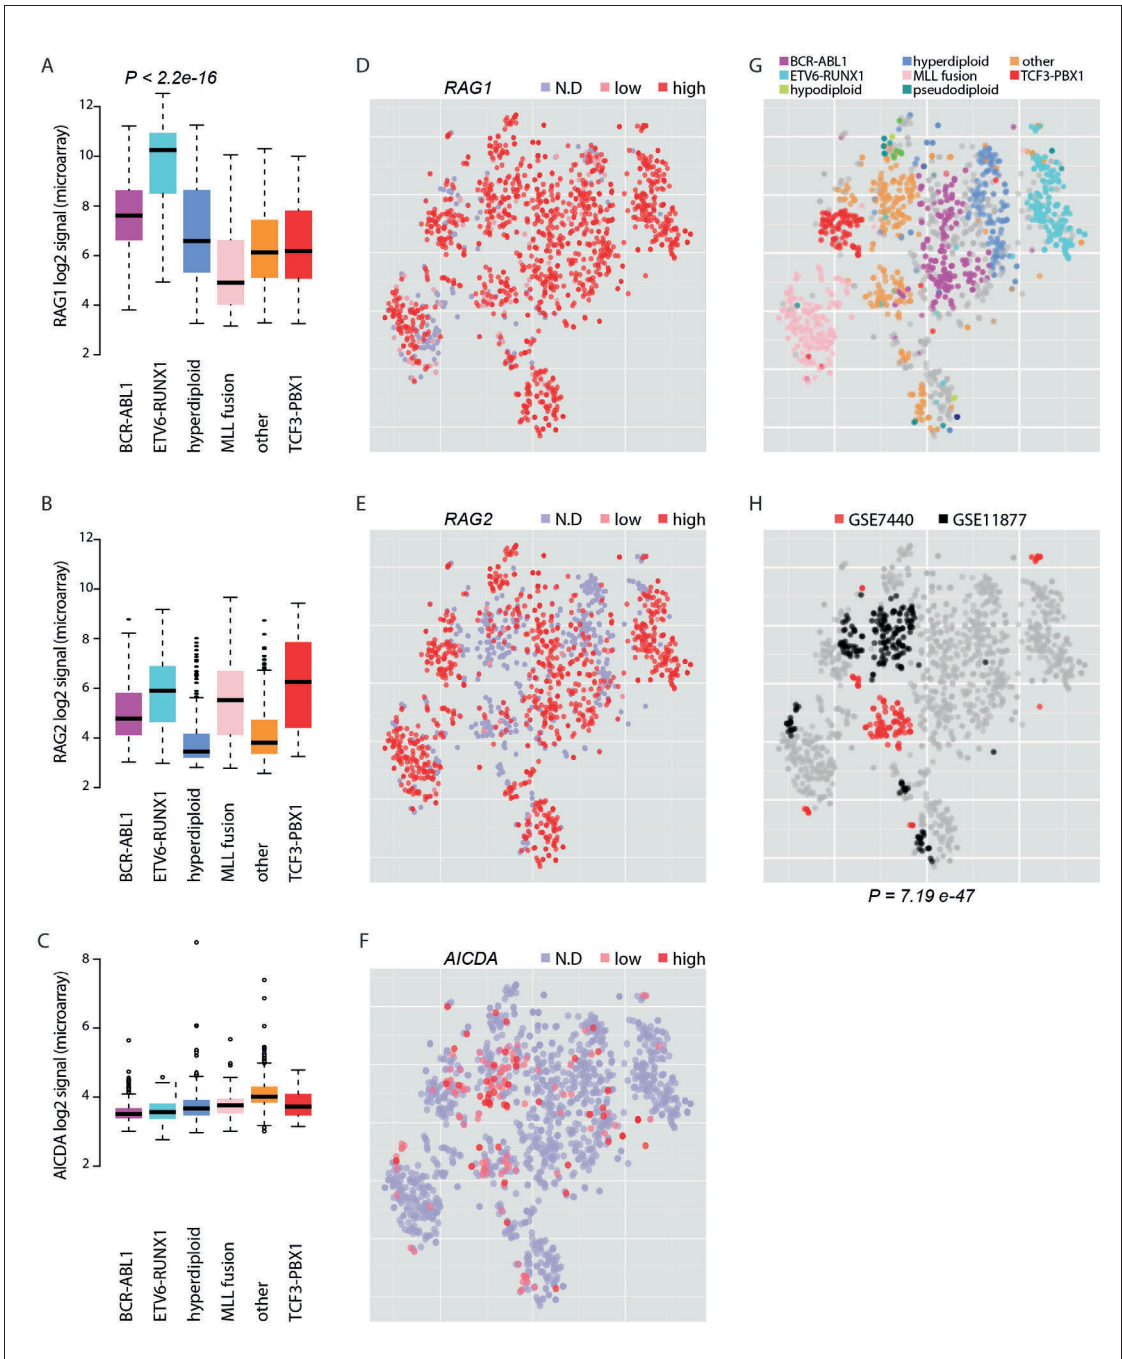 A
P < 2.2e-16
RAG1 log2 signal (microarray)
12
10
8
6
4
2
BCR-ABL1
ETV6-RUNX1
hyperdiploid
MLL fusion
other
TCF3-PBX1
D
RAG1
N.D
low
high
G
BCR-ABL1
hyperdiploid
other
ETV6-RUNX1
MLL fusion
TCF3-PBX1
hypodiploid
pseudodiploid
B
RAG2 log2 signal (microarray)
12
10
8
6
4
2
BCR-ABL1
ETV6-RUNX1
hyperdiploid
MLL fusion
other
TCF3-PBX1
E
RAG2
N.D
low
high
H
GSE7440
GSE11877
P = 7.19 e-47
C
AICDA log2 signal (microarray)
8
6
4
2
BCR-ABL1
ETV6-RUNX1
hyperdiploid
MLL fusion
other
TCF3-PBX1
F
AICDA
N.D
low
high